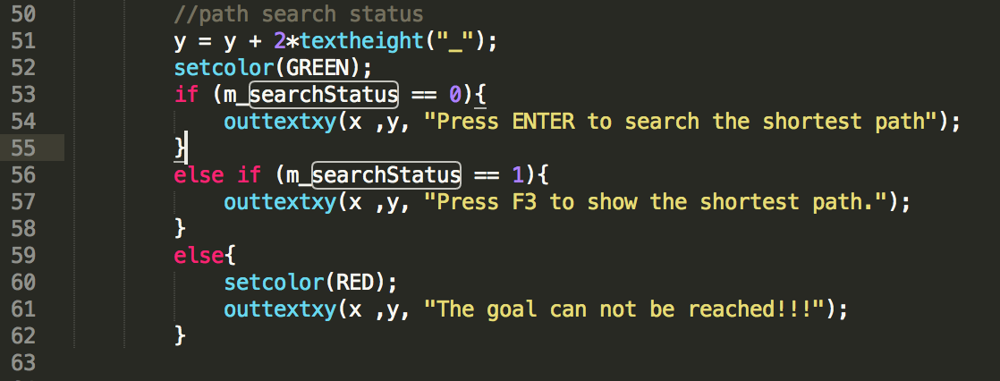 50 //path search status
51 y = y + 2*textheight("_");
52 setcolor(GREEN);
53 if (m_searchStatus == 0){
54 outtextxy(x ,y, "Press ENTER to search the shortest path");
55 }
56 else if (m_searchStatus == 1){
57 outtextxy(x ,y, "Press F3 to show the shortest path.");
58 }
59 else{
60 setcolor(RED);
61 outtextxy(x ,y, "The goal can not be reached!!!");
62 }
63